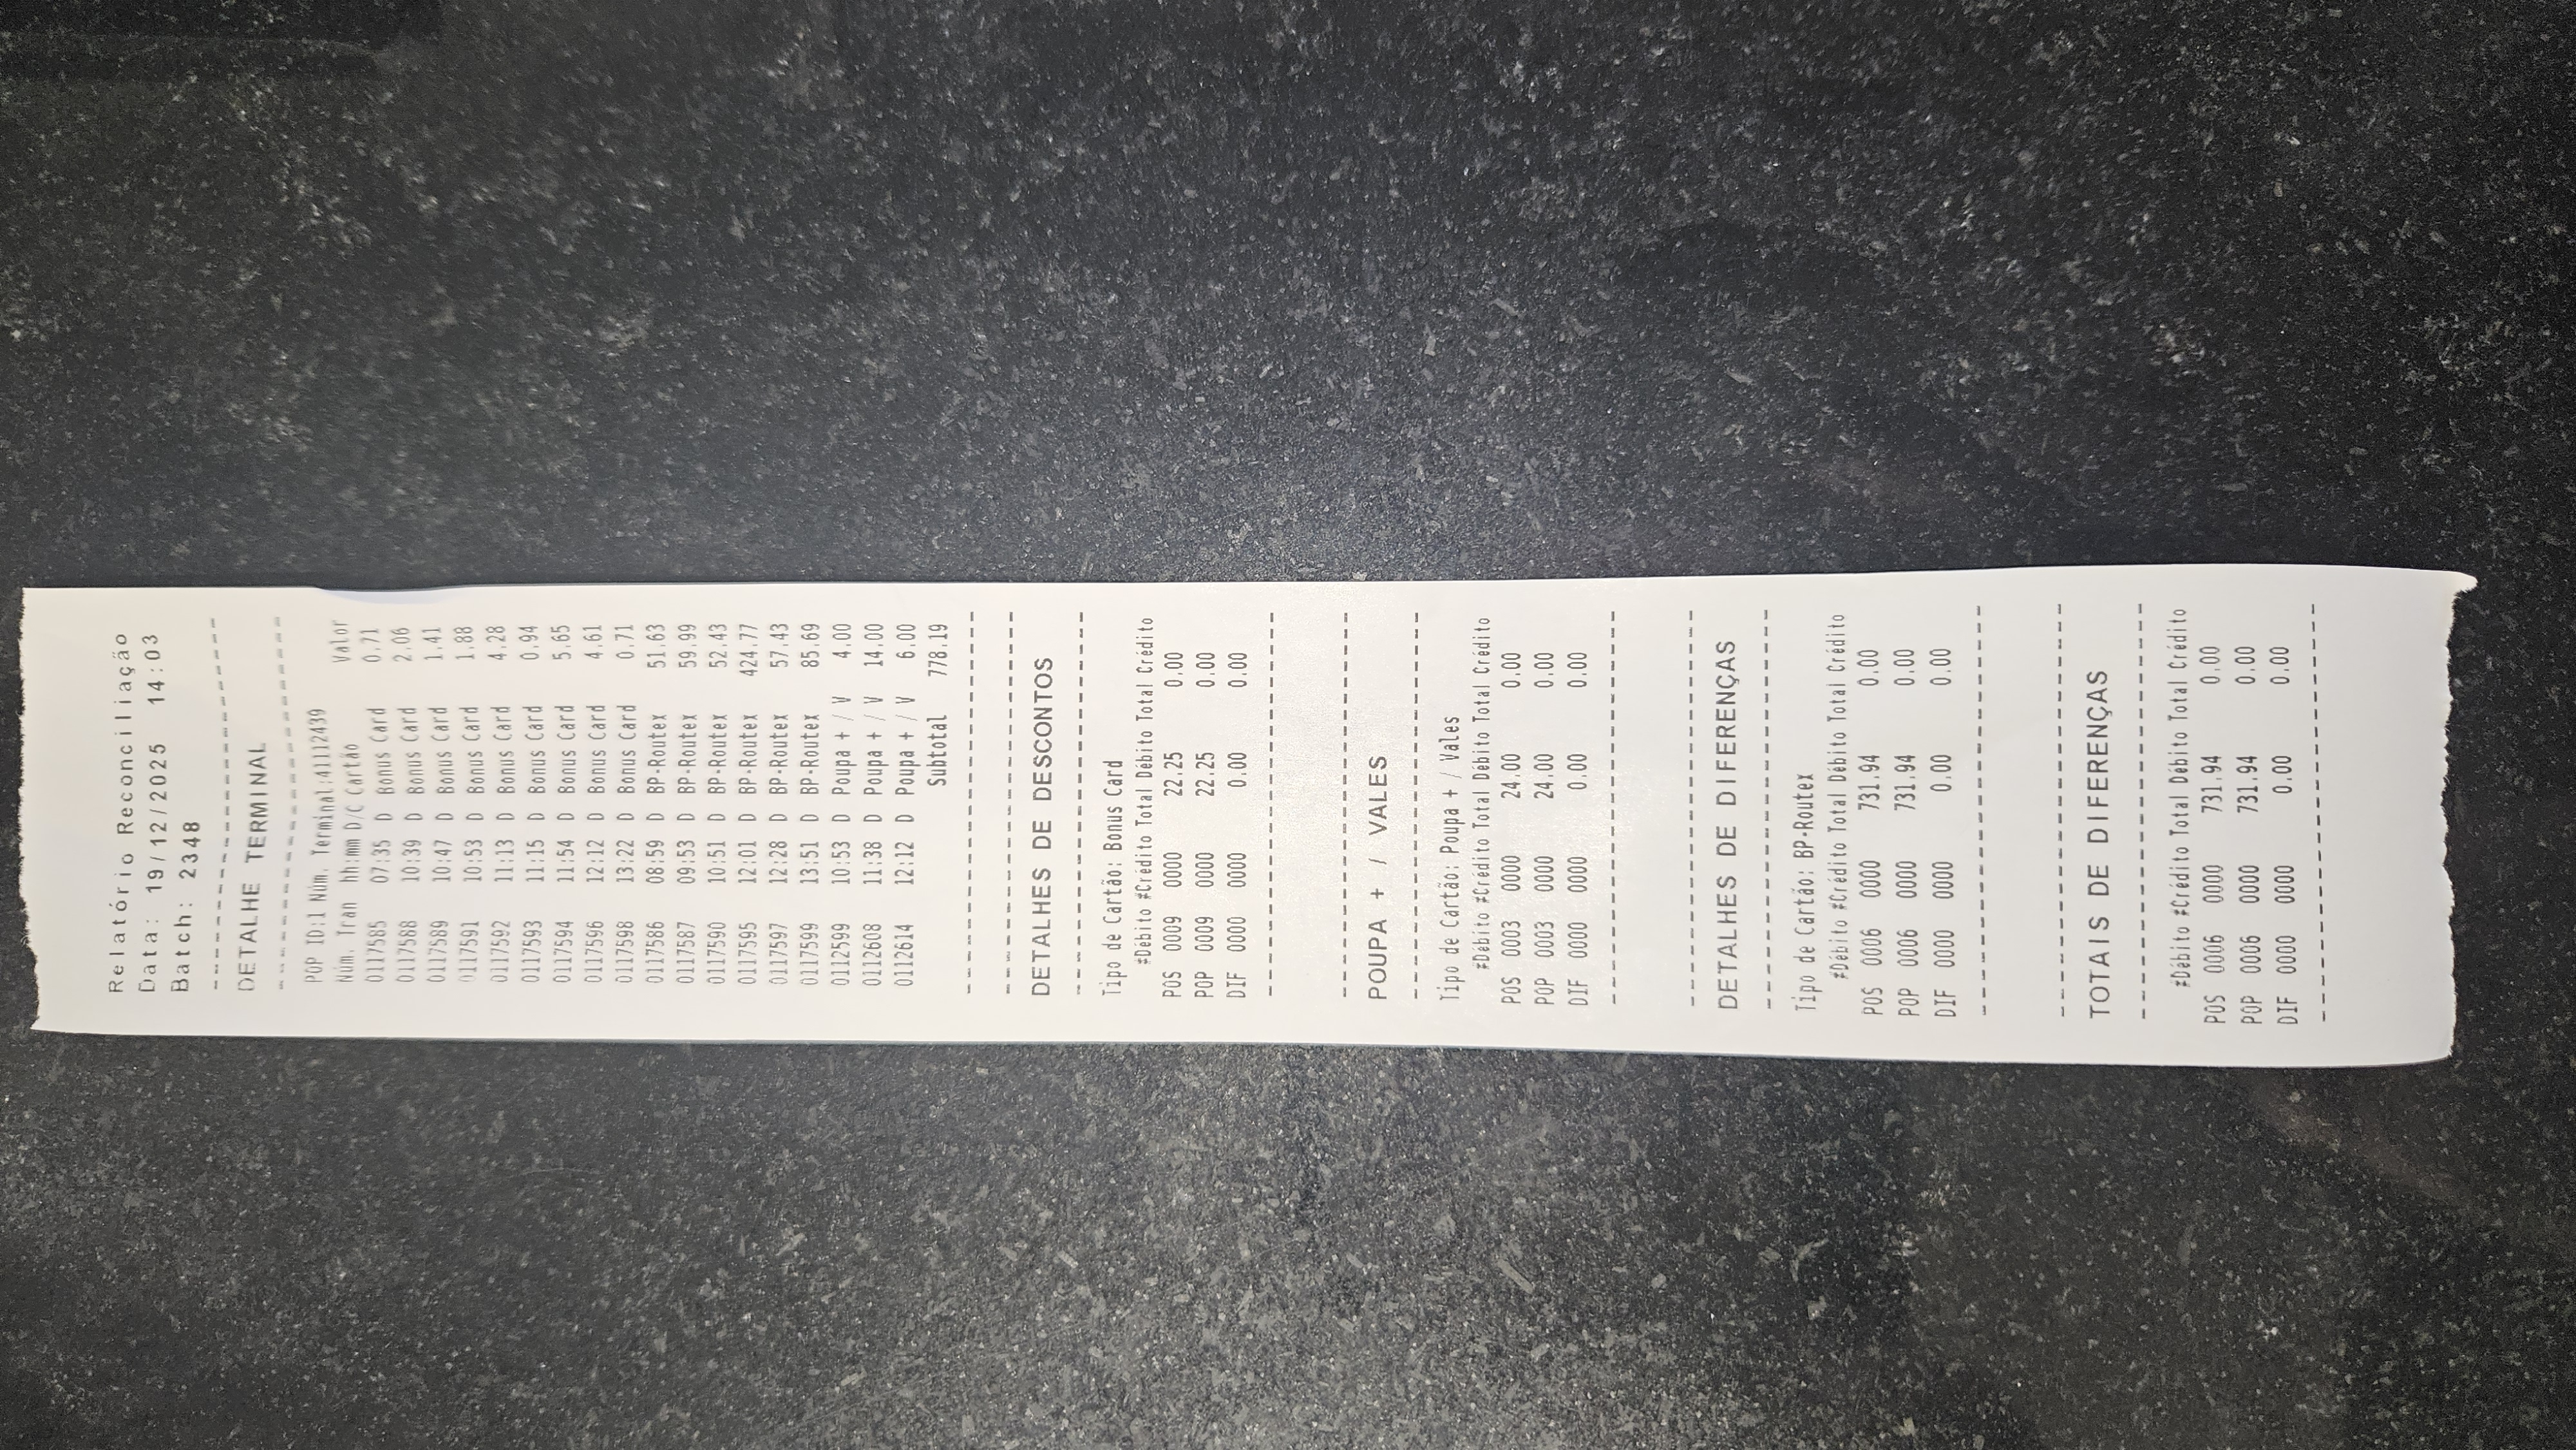 Relatório Reconciliação
Data: 19/12/2025 14:03
Batch: 2348
--------------------------------
DETALHE TERMINAL
--------------------------------
POP ID:1 Núm. Terminal:41112439
Núm. Tran hh:mm D/C Cartão Valor
0117585 07:35 D Bonus Card 0.71
0117588 10:39 D Bonus Card 2.06
0117589 10:47 D Bonus Card 1.41
0117591 10:53 D Bonus Card 1.88
0117592 11:13 D Bonus Card 4.28
0117593 11:15 D Bonus Card 0.94
0117594 11:54 D Bonus Card 5.65
0117596 12:12 D Bonus Card 4.61
0117598 13:22 D Bonus Card 0.71
0117586 08:59 D BP-Routex 51.63
0117587 09:53 D BP-Routex 59.99
0117590 10:51 D BP-Routex 52.43
0117595 12:01 D BP-Routex 424.77
0117597 12:28 D BP-Routex 57.43
0117599 13:51 D BP-Routex 85.69
0112599 10:53 D Poupa + / V 4.00
0112608 11:38 D Poupa + / V 14.00
0112614 12:12 D Poupa + / V 6.00
Subtotal 778.19
--------------------------------
--------------------------------
DETALHES DE DESCONTOS
--------------------------------
Tipo de Cartão: Bonus Card
#Débito #Crédito Total Débito Total Crédito
POS 0009 0000 22.25 0.00
POP 0009 0000 22.25 0.00
DIF 0000 0000 0.00 0.00
--------------------------------
--------------------------------
POUPA + / VALES
--------------------------------
Tipo de Cartão: Poupa + / Vales
#Débito #Crédito Total Débito Total Crédito
POS 0003 0000 24.00 0.00
POP 0003 0000 24.00 0.00
DIF 0000 0000 0.00 0.00
--------------------------------
--------------------------------
DETALHES DE DIFERENÇAS
--------------------------------
Tipo de Cartão: BP-Routex
#Débito #Crédito Total Débito Total Crédito
POS 0006 0000 731.94 0.00
POP 0006 0000 731.94 0.00
DIF 0000 0000 0.00 0.00
--------------------------------
--------------------------------
TOTAIS DE DIFERENÇAS
--------------------------------
#Débito #Crédito Total Débito Total Crédito
POS 0006 0000 731.94 0.00
POP 0006 0000 731.94 0.00
DIF 0000 0000 0.00 0.00
--------------------------------